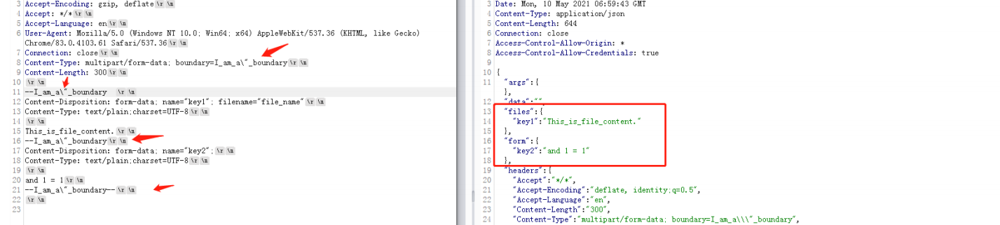 3 Accept-Encoding: gzip, deflate\r\n
4 Accept: */*\r\n
5 Accept-Language: en\r\n
6 User-Agent: Mozilla/5.0 (Windows NT 10.0; Win64; x64) AppleWebKit/537.36 (KHTML, like Gecko)
Chrome/83.0.4103.61 Safari/537.36\r\n
7 Connection: close\r\n
8 Content-Type: multipart/form-data; boundary=I_am_a\"_boundary\r\n
9 Content-Length: 300\r\n
10 \r\n
11 --I_am_a\"_boundary  \r\n
12 Content-Disposition: form-data; name="key1"; filename="file_name"\r\n
13 Content-Type: text/plain;charset=UTF-8\r\n
14 \r\n
15 This_is_file_content.\r\n
16 --I_am_a\"_boundary\r\n
17 Content-Disposition: form-data; name="key2";\r\n
18 Content-Type: text/plain;charset=UTF-8\r\n
19 \r\n
20 and 1 = 1\r\n
21 --I_am_a\"_boundary--\r\n
22 \r\n
23
3 Date: Mon, 10 May 2021 06:59:43 GMT
4 Content-Type: application/json
5 Content-Length: 644
6 Connection: close
7 Access-Control-Allow-Origin: *
8 Access-Control-Allow-Credentials: true
9
10 {
11 "args":{
},
12 "data":"",
13 "files":{
14 "key1":"This_is_file_content."
15 },
16 "form":{
17 "key2":"and 1 = 1"
18 },
19 "headers":{
20 "Accept":"*/*",
21 "Accept-Encoding":"deflate, identity;q=0.5",
22 "Accept-Language":"en",
23 "Content-Length":"300",
24 "Content-Type":"multipart/form-data; boundary=I_am_a\\\"_boundary",